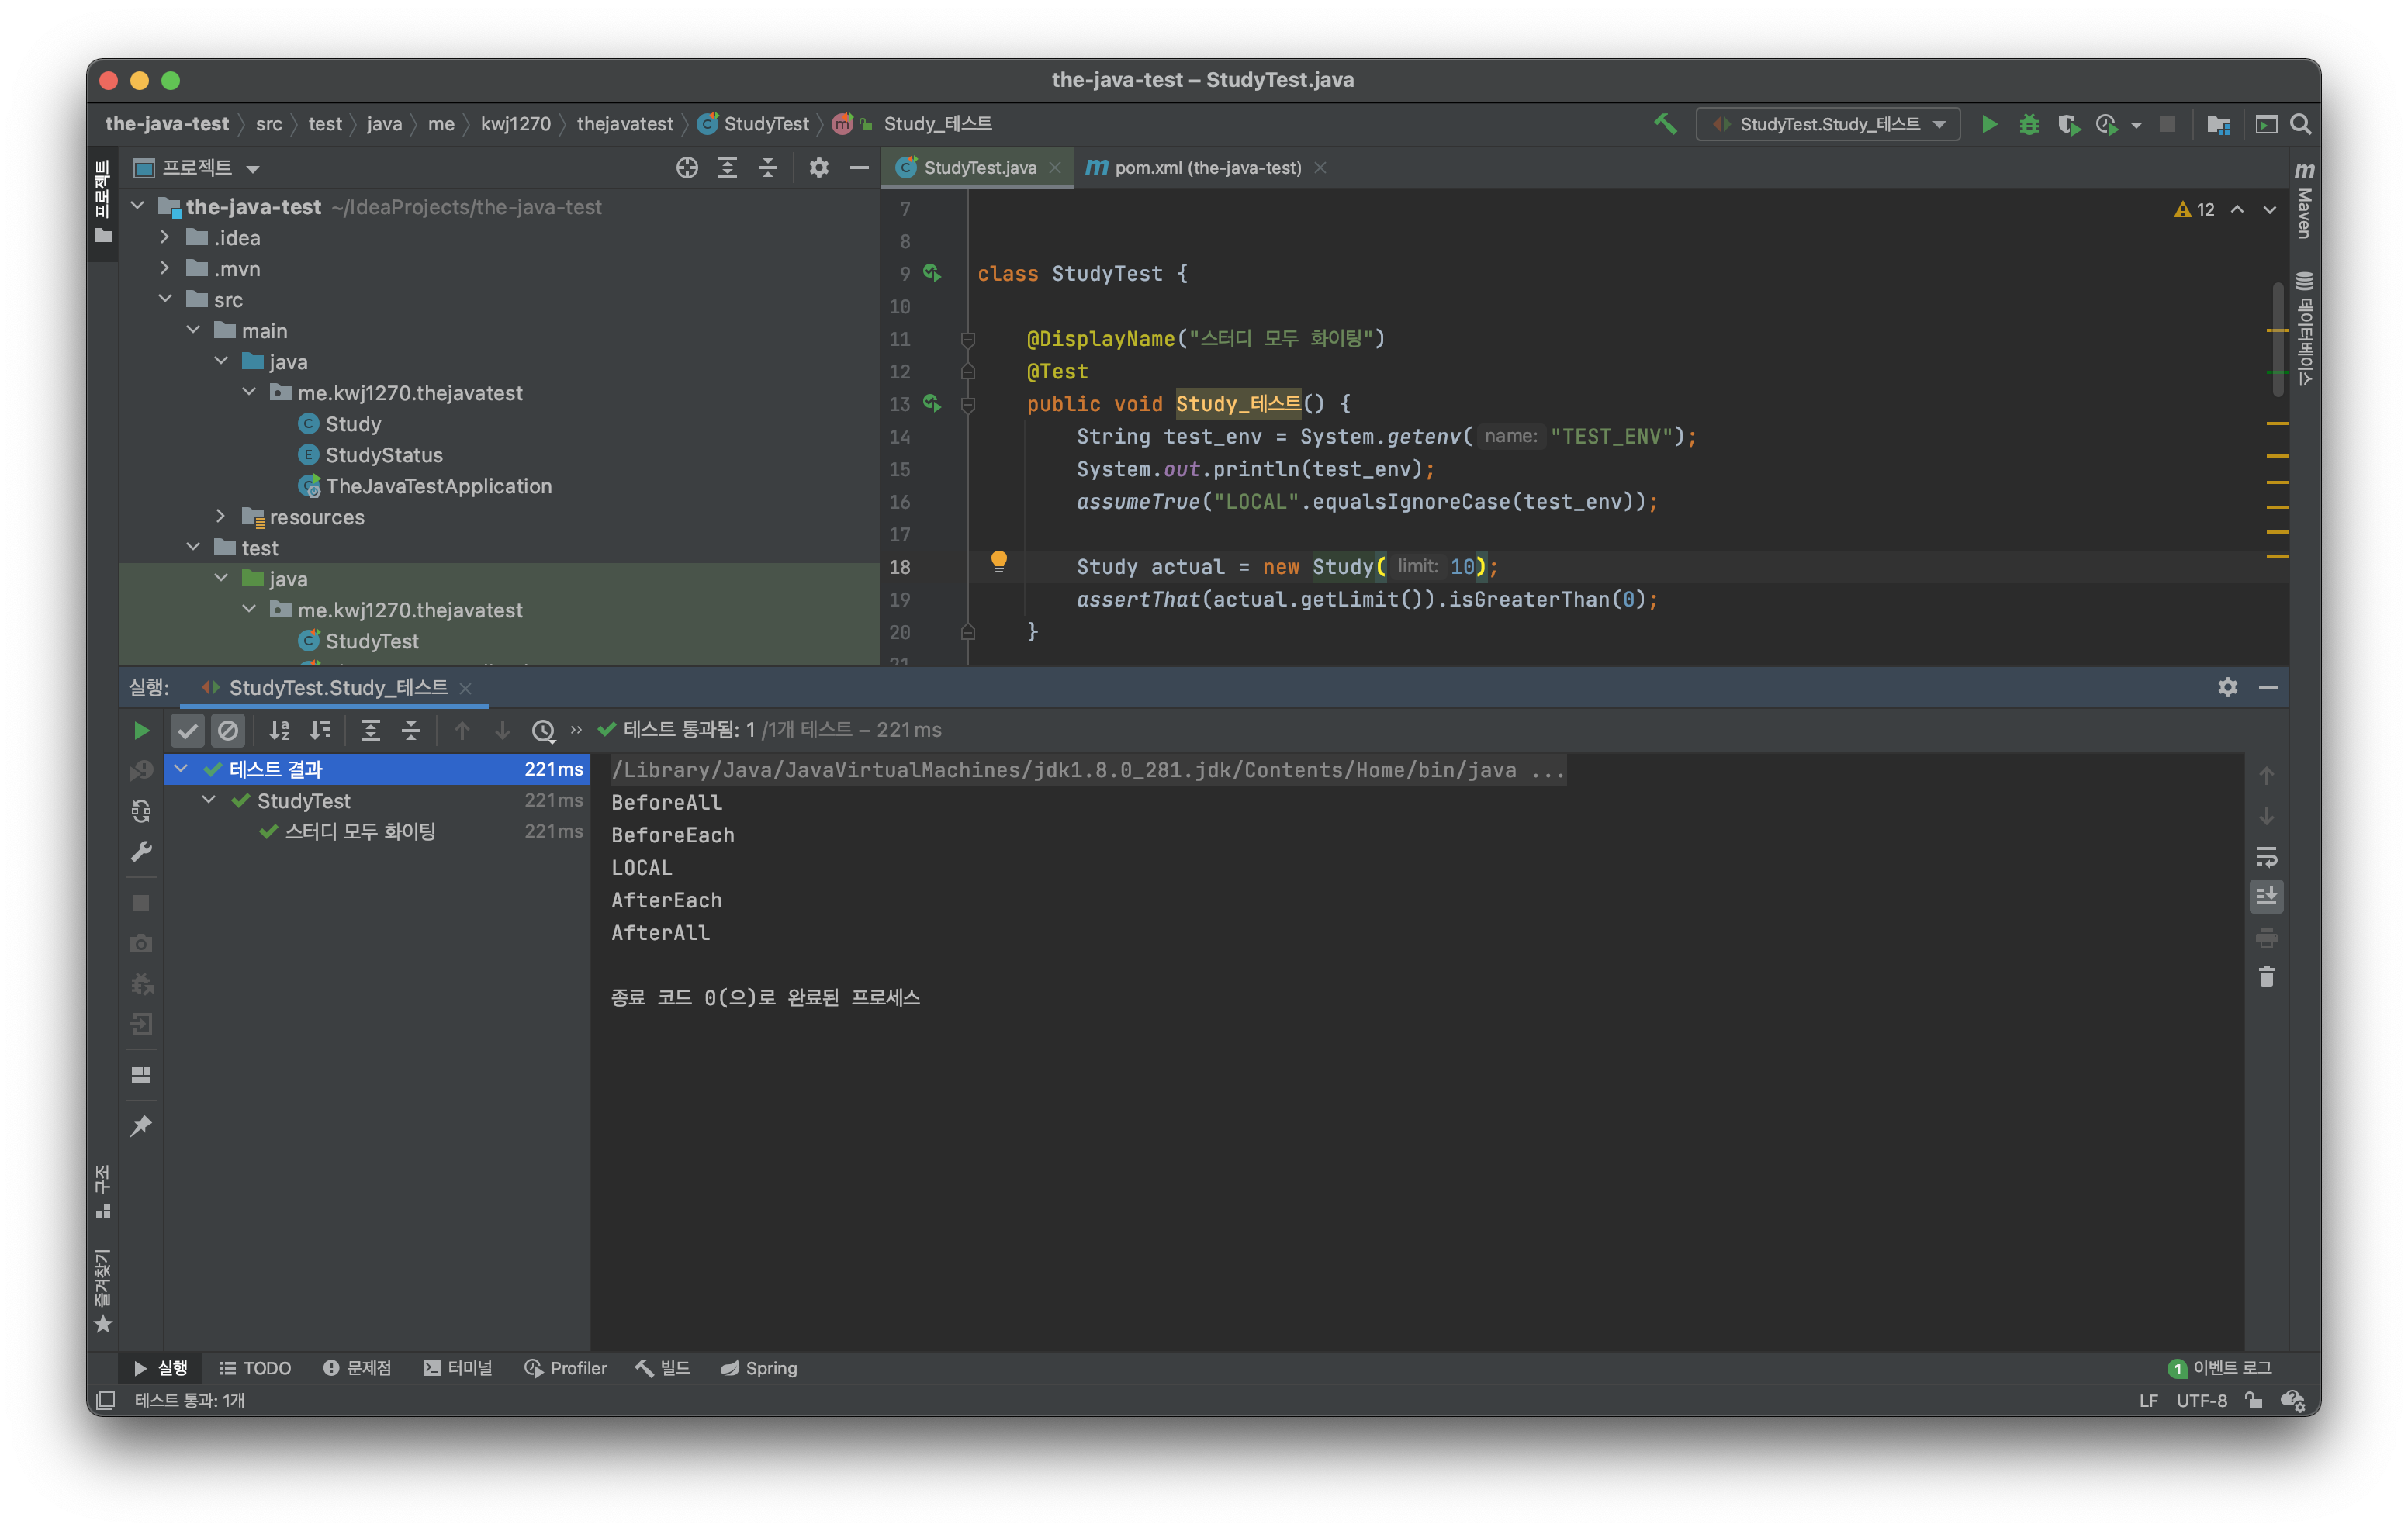 the-java-test – StudyTest.java
the-java-test 〉 src 〉 test 〉 java 〉 me 〉 kwj1270 〉 thejavatest 〉 StudyTest 〉 Study_테스트
StudyTest.Study_테스트
프로젝트
프로젝트
StudyTest.java
pom.xml (the-java-test)
Maven
데이터베이스
the-java-test ~/IdeaProjects/the-java-test
.idea
.mvn
src
main
java
me.kwj1270.thejavatest
Study
StudyStatus
TheJavaTestApplication
resources
test
java
me.kwj1270.thejavatest
StudyTest
12
7
8
9 class StudyTest {
10
11 @DisplayName("스터디 모두 화이팅")
12 @Test
13 public void Study_테스트() {
14 String test_env = System.getenv( name: "TEST_ENV");
15 System.out.println(test_env);
16 assumeTrue("LOCAL".equalsIgnoreCase(test_env));
17
18 Study actual = new Study( limit: 10);
19 assertThat(actual.getLimit()).isGreaterThan(0);
20 }
21
실행: StudyTest.Study_테스트
테스트 통과됨: 1 /1개 테스트 – 221 ms
테스트 결과 221 ms
StudyTest 221 ms
스터디 모두 화이팅 221 ms
/Library/Java/JavaVirtualMachines/jdk1.8.0_281.jdk/Contents/Home/bin/java ...
BeforeAll
BeforeEach
LOCAL
AfterEach
AfterAll
종료 코드 0(으)로 완료된 프로세스
구조
즐겨찾기
실행 TODO 문제점 터미널 Profiler 빌드 Spring 1 이벤트 로그
테스트 통과: 1개 LF UTF-8